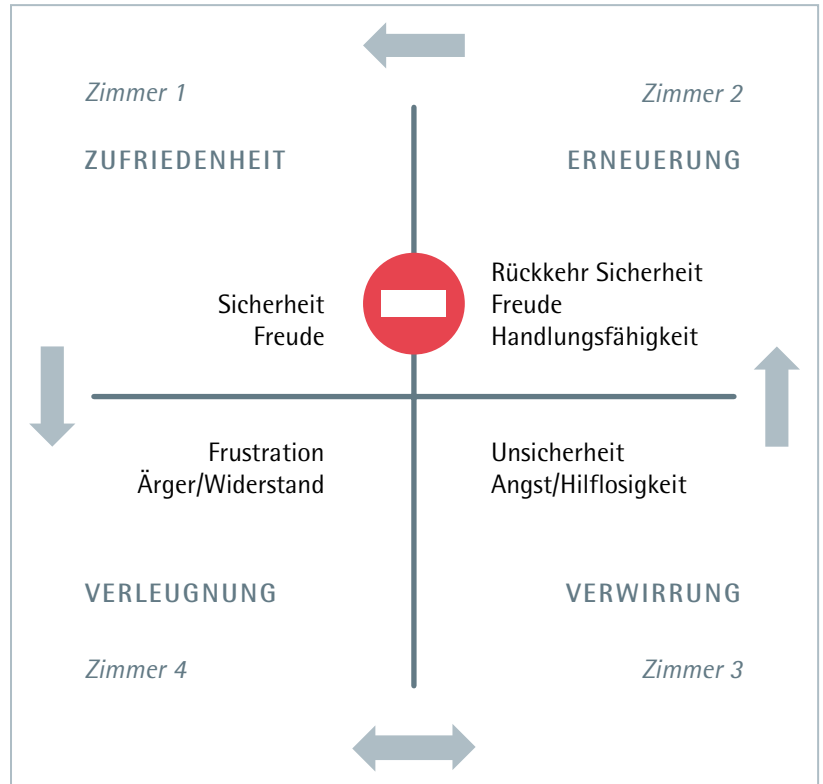 Zimmer 1
ZUFRIEDENHEIT
Sicherheit
Freude
Zimmer 2
ERNEUERUNG
Rückkehr Sicherheit
Freude
Handlungsfähigkeit
Frustration
Ärger/Widerstand
VERLEUGNUNG
Zimmer 4
Unsicherheit
Angst/Hilflosigkeit
VERWIRRUNG
Zimmer 3